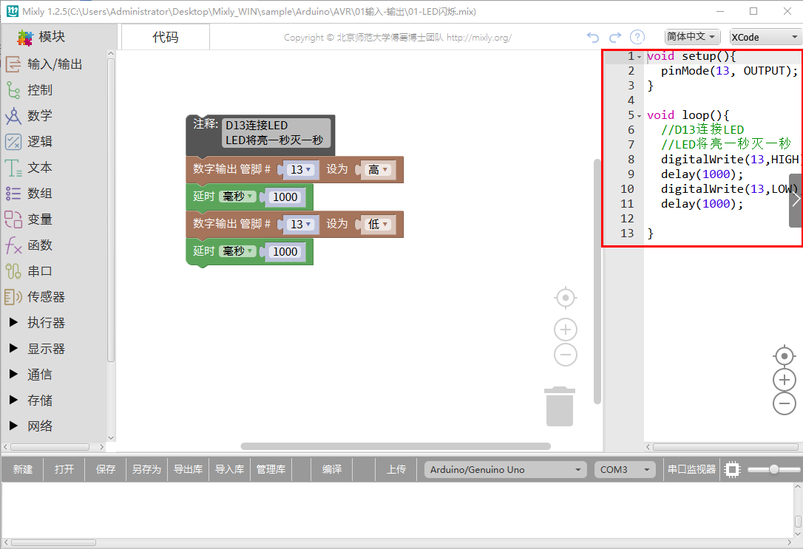 Mixly 1.2.5(C:\Users\Administrator\Desktop\Mixly_WIN\sample\Arduino\AVR\01输入-输出\01-LED闪烁.mix)
模块
代码
Copyright © 北京师范大学傅骞博士团队 http://mixly.org/
简体中文
XCode
输入/输出
控制
数学
逻辑
文本
数组
变量
函数
串口
传感器
执行器
显示器
通信
存储
网络
注释: D13连接LED
LED将亮一秒灭一秒
数字输出 管脚 # 13 设为 高
延时 毫秒 1000
数字输出 管脚 # 13 设为 低
延时 毫秒 1000
1 void setup(){
2 pinMode(13, OUTPUT);
3 }
4
5 void loop(){
6 //D13连接LED
7 //LED将亮一秒灭一秒
8 digitalWrite(13,HIGH
9 delay(1000);
10 digitalWrite(13,LOW)
11 delay(1000);
12
13 }
新建 打开 保存 另存为 导出库 导入库 管理库 编译 上传 Arduino/Genuino Uno COM3 串口监视器